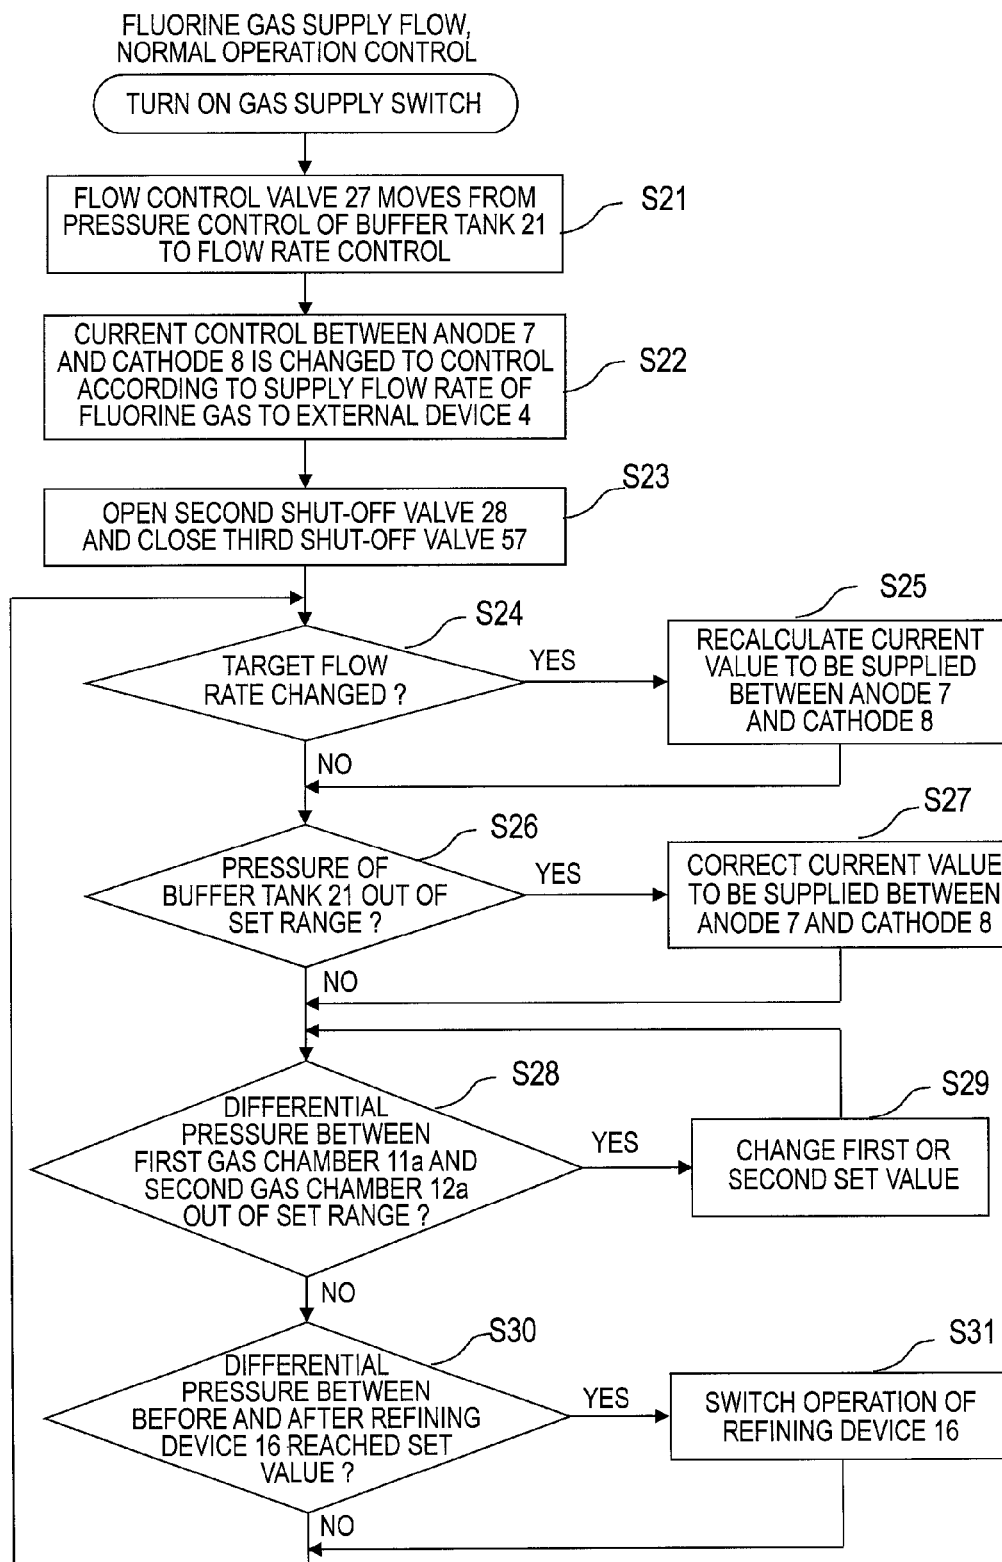 FLUORINE GAS SUPPLY FLOW,
NORMAL OPERATION CONTROL
TURN ON GAS SUPPLY SWITCH
FLOW CONTROL VALVE 27 MOVES FROM
PRESSURE CONTROL OF BUFFER TANK 21
TO FLOW RATE CONTROL
S21
CURRENT CONTROL BETWEEN ANODE 7
AND CATHODE 8 IS CHANGED TO CONTROL
ACCORDING TO SUPPLY FLOW RATE OF
FLUORINE GAS TO EXTERNAL DEVICE 4
S22
OPEN SECOND SHUT-OFF VALVE 28
AND CLOSE THIRD SHUT-OFF VALVE 57
S23
TARGET FLOW
RATE CHANGED ?
S24
YES
NO
RECALCULATE CURRENT
VALUE TO BE SUPPLIED
BETWEEN ANODE 7
AND CATHODE 8
S25
PRESSURE OF
BUFFER TANK 21 OUT OF
SET RANGE ?
S26
YES
NO
CORRECT CURRENT VALUE
TO BE SUPPLIED BETWEEN
ANODE 7 AND CATHODE 8
S27
DIFFERENTIAL
PRESSURE BETWEEN
FIRST GAS CHAMBER 11a AND
SECOND GAS CHAMBER 12a
OUT OF SET RANGE ?
S28
YES
NO
CHANGE FIRST OR
SECOND SET VALUE
S29
DIFFERENTIAL
PRESSURE BETWEEN
BEFORE AND AFTER REFINING
DEVICE 16 REACHED SET
VALUE ?
S30
YES
NO
SWITCH OPERATION OF
REFINING DEVICE 16
S31